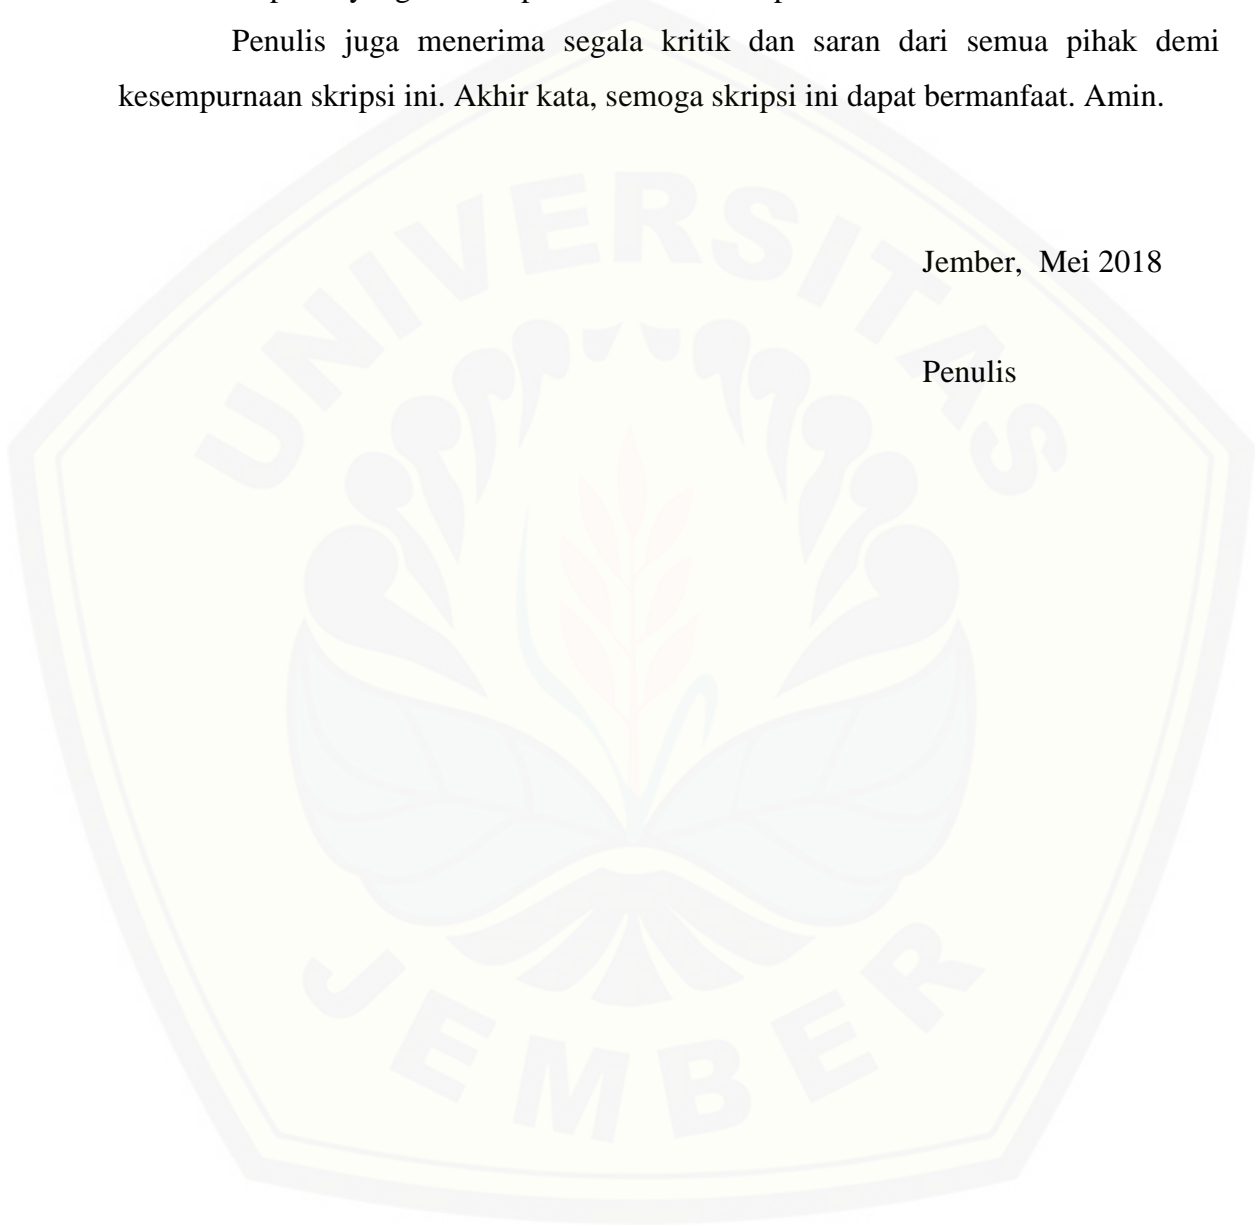 Penulis juga menerima segala kritik dan saran dari semua pihak demi
kesempurnaan skripsi ini. Akhir kata, semoga skripsi ini dapat bermanfaat. Amin.
Jember,  Mei 2018
Penulis
UNIVERSITAS
JEMBER